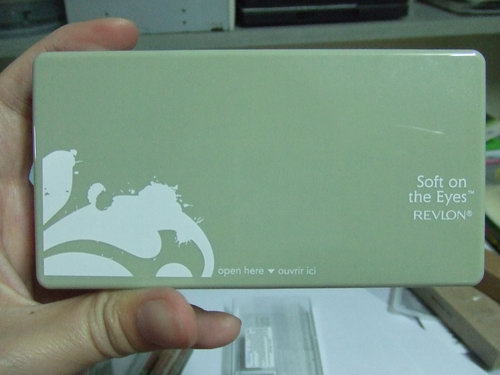 Soft on
the Eyes™
REVLON®
open here ▼ ouvrir ici